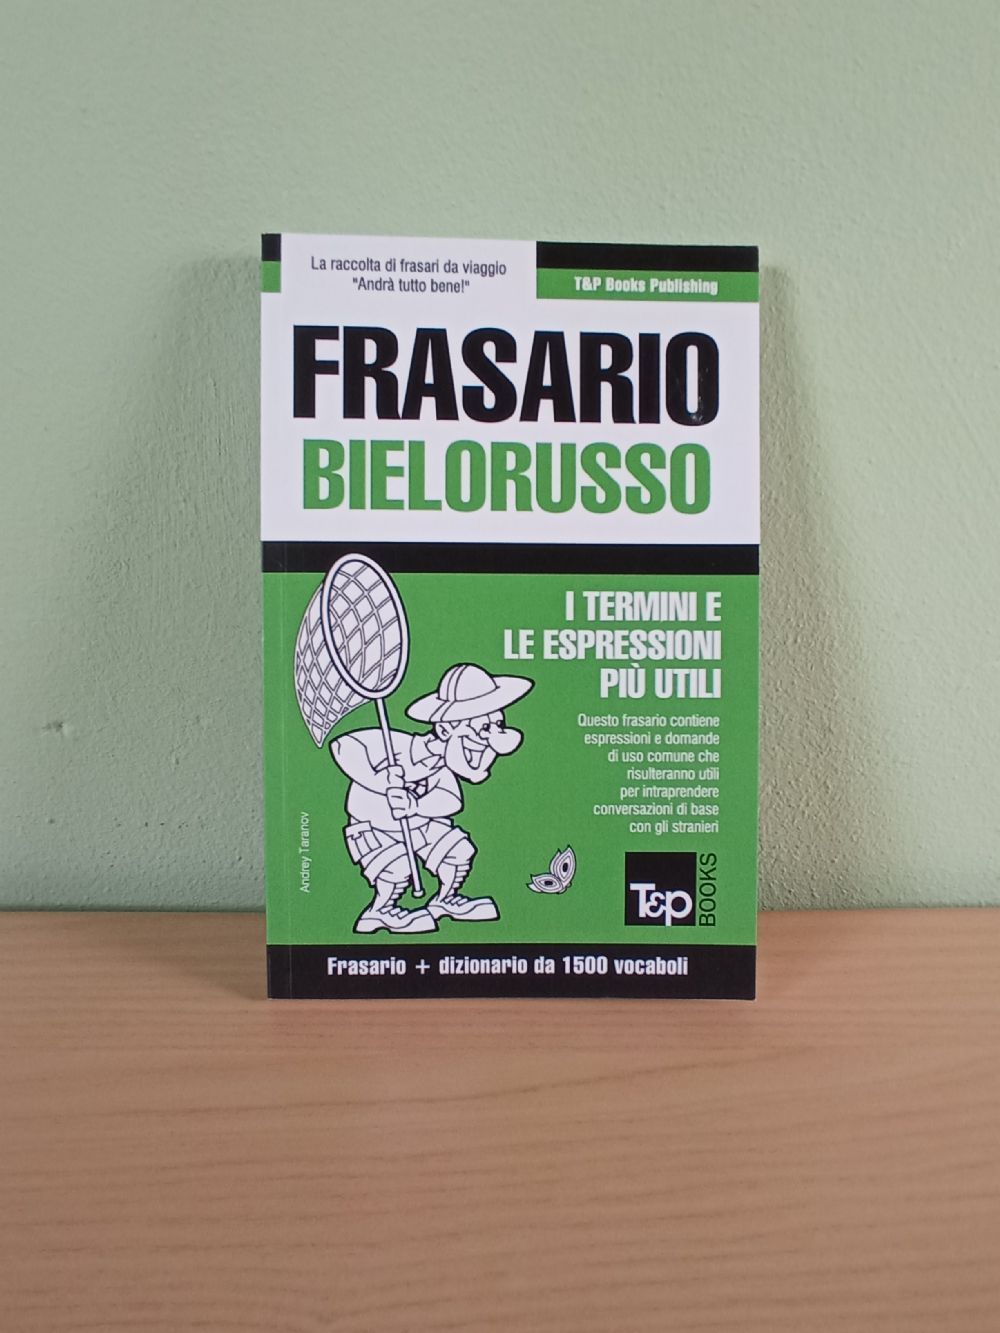 La raccolta di frasari da viaggio
"Andrà tutto bene!"
T&P Books Publishing
FRASARIO
BIELORUSSO
I TERMINI E
LE ESPRESSIONI
PIÙ UTILI
Questo frasario contiene
espressioni e domande
di uso comune che
risulteranno utili
per intraprendere
conversazioni di base
con gli stranieri
Andrey Taranov
T&P
BOOKS
Frasario + dizionario da 1500 vocaboli